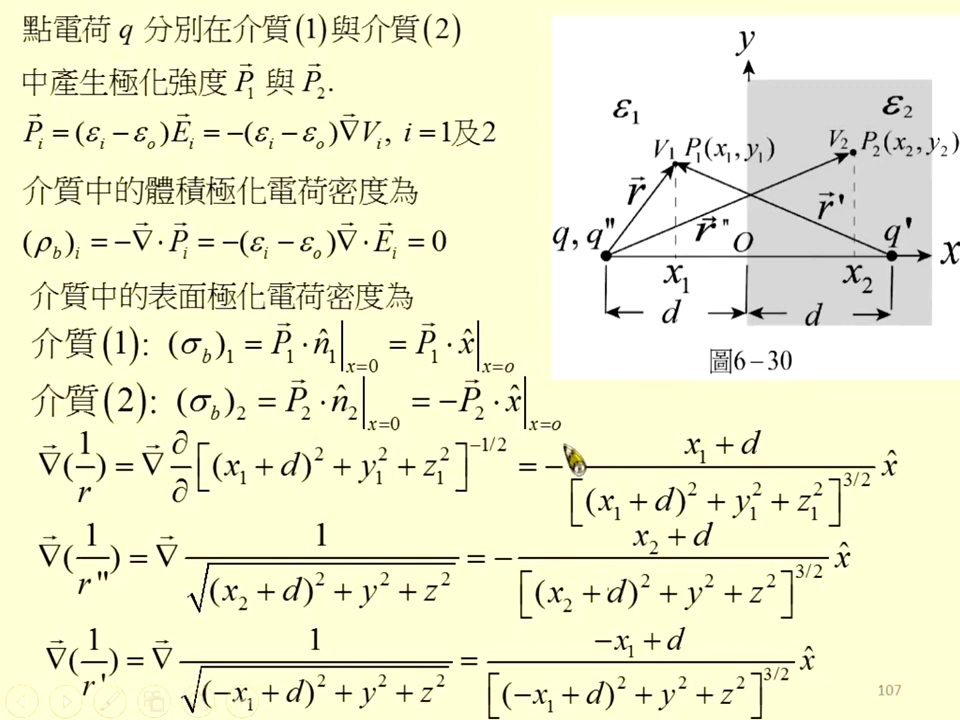 點電荷 q 分別在介質(1)與介質(2)
中產生極化強度 P⃗₁ 與 P⃗₂.
P⃗ᵢ = (εᵢ − εₒ)E⃗ᵢ = −(εᵢ − εₒ)∇⃗Vᵢ, i = 1及2
介質中的體積極化電荷密度為
(ρ_b)ᵢ = −∇⃗ · P⃗ᵢ = −(εᵢ − εₒ)∇⃗ · E⃗ᵢ = 0
介質中的表面極化電荷密度為
介質(1): (σ_b)₁ = P⃗₁ · n̂₁|ₓ₌₀ = P⃗₁ · x̂|ₓ₌ₒ
介質(2): (σ_b)₂ = P⃗₂ · n̂₂|ₓ₌₀ = −P⃗₂ · x̂|ₓ₌ₒ
∇⃗(1/r) = ∇⃗ ∂/∂ [(x₁ + d)² + y₁² + z₁²]^(−1/2) = − (x₁ + d)/[(x₁ + d)² + y₁² + z₁²]^(3/2) x̂
∇⃗(1/r") = ∇⃗ 1/√((x₂ + d)² + y² + z²) = − (x₂ + d)/[(x₂ + d)² + y² + z²]^(3/2) x̂
∇⃗(1/r') = ∇⃗ 1/√((−x₁ + d)² + y² + z²) = (−x₁ + d)/[(−x₁ + d)² + y² + z²]^(3/2) x̂
y
ε₁
ε₂
V₁ P₁(x₁, y₁)
V₂ P₂(x₂, y₂)
r⃗
r⃗"
r⃗'
q, q"
O
q'
x
x₁
x₂
d
d
圖6−30
107